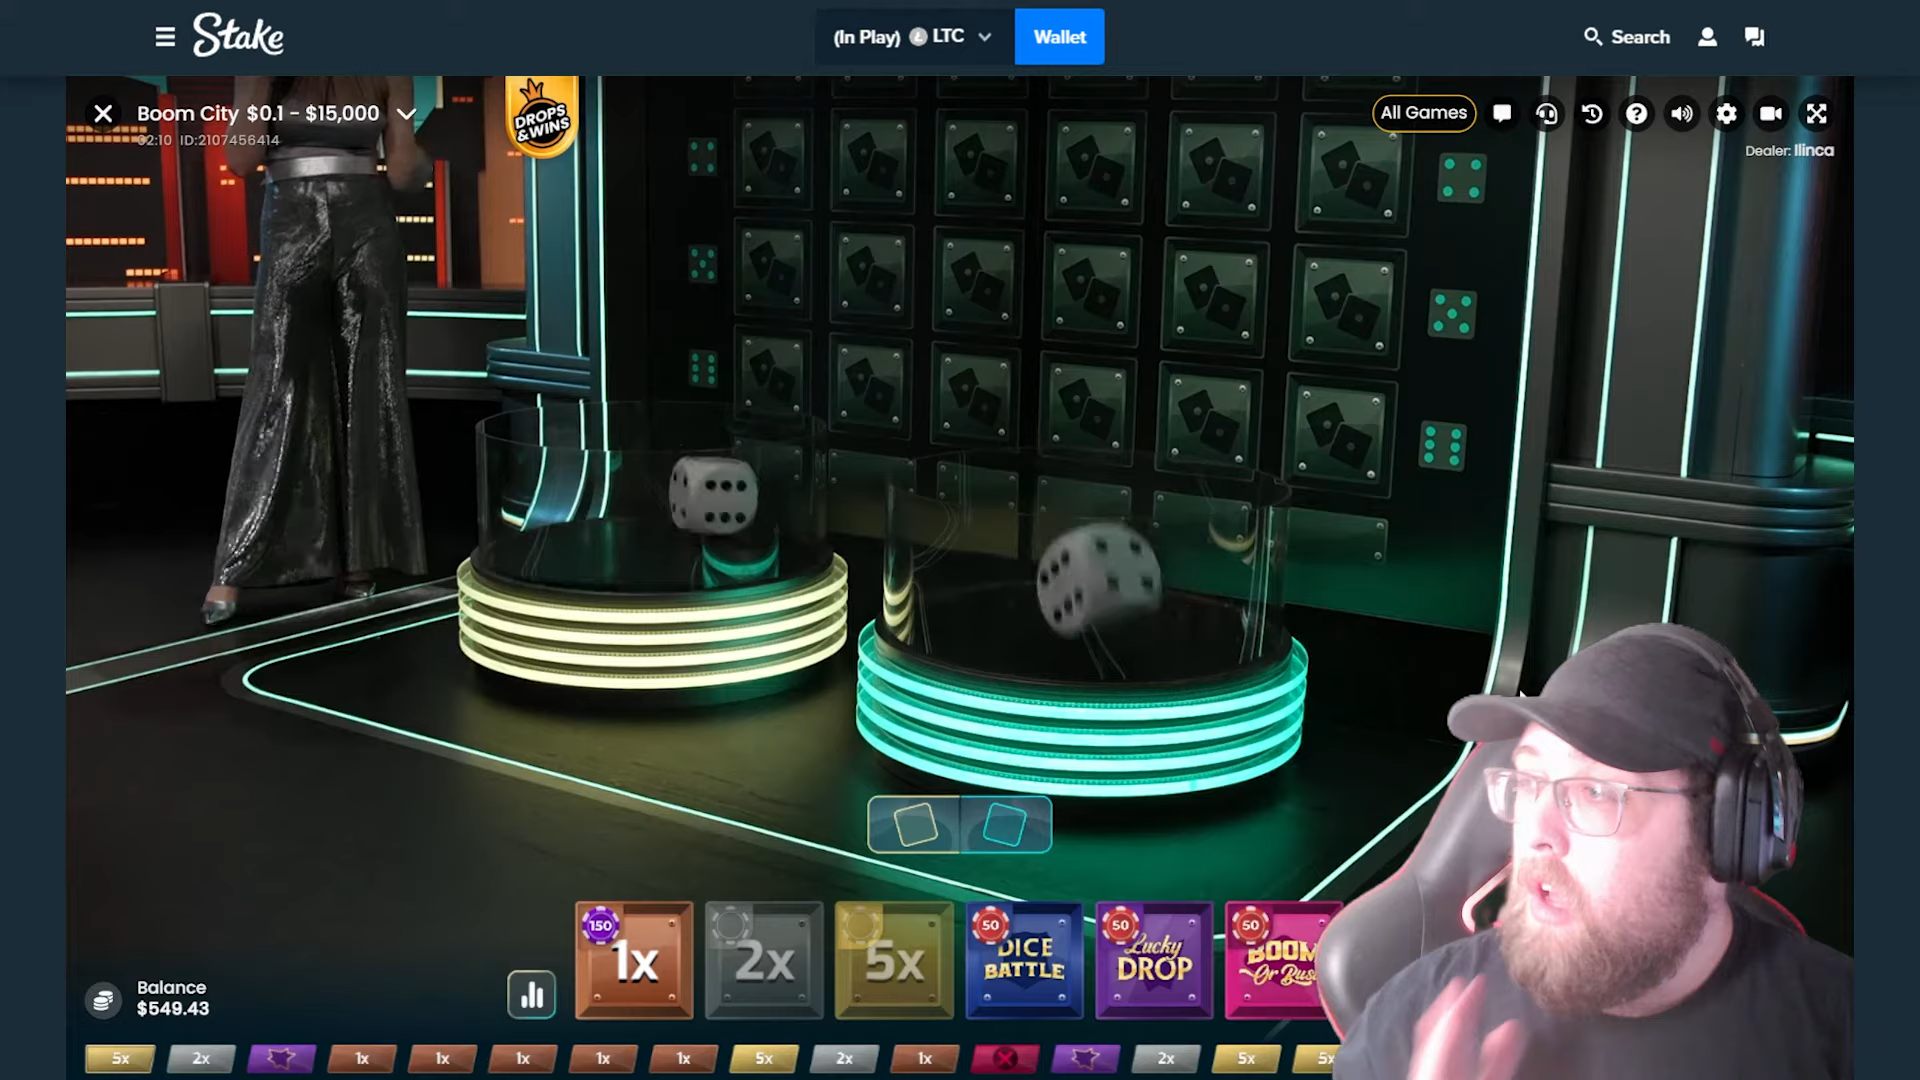 Stake
(In Play) LTC
Wallet
Search
Boom City $0.1 - $15,000
02:10 ID:2107456414
DROPS
&WINS
All Games
Dealer: Ilinca
150
1x
2x
5x
50
DICE
BATTLE
50
Lucky
DROP
50
BOOM
Balance
$549.43
5x
2x
1x
1x
1x
1x
1x
5x
2x
1x
2x
5x
5x